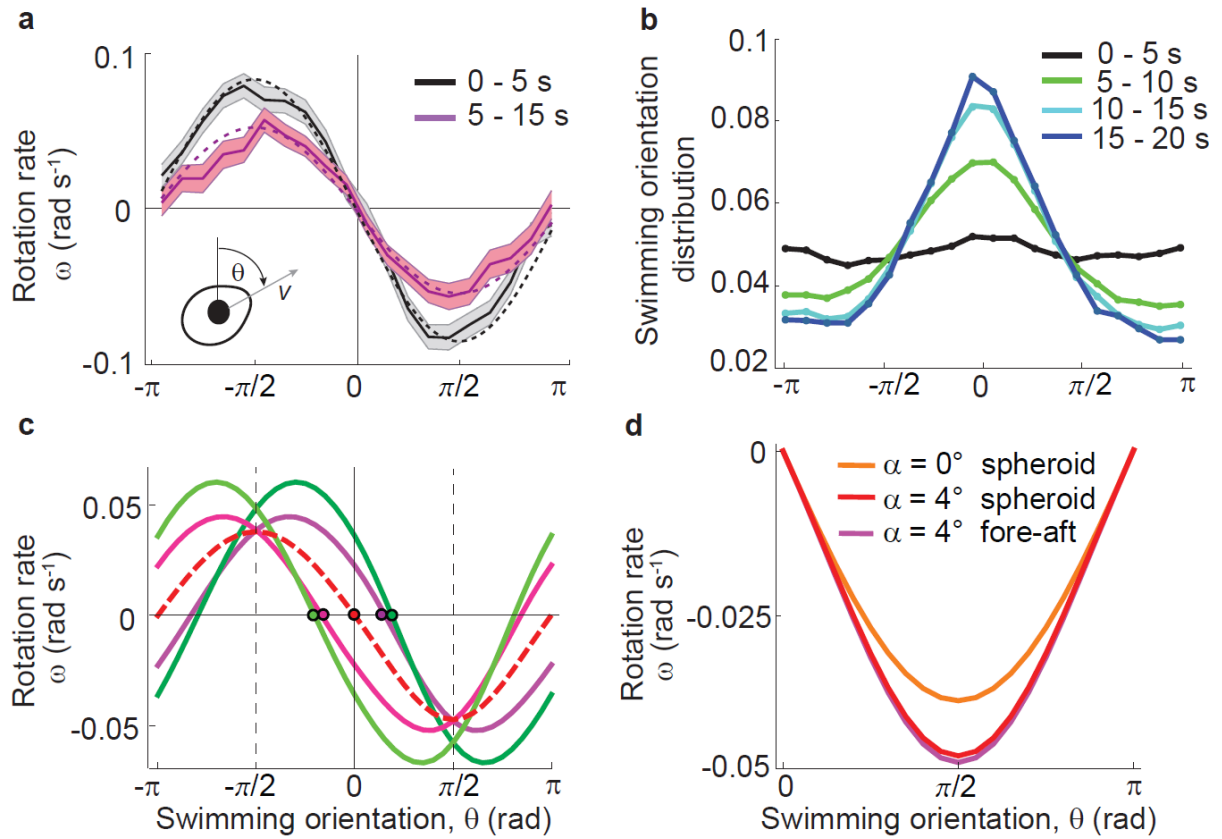 a
Rotation rate
ω (rad s⁻¹)
0.1
0
-0.1
0 - 5 s
5 - 15 s
θ
v
-π
-π/2
0
π/2
π
b
Swimming orientation
distribution
0.1
0.08
0.06
0.04
0.02
0 - 5 s
5 - 10 s
10 - 15 s
15 - 20 s
-π
-π/2
0
π/2
π
c
Rotation rate
ω (rad s⁻¹)
0.05
0
-0.05
-π
-π/2
0
π/2
π
Swimming orientation, θ (rad)
d
Rotation rate
ω (rad s⁻¹)
0
-0.025
-0.05
α = 0° spheroid
α = 4° spheroid
α = 4° fore-aft
0
π/2
π
Swimming orientation, θ (rad)